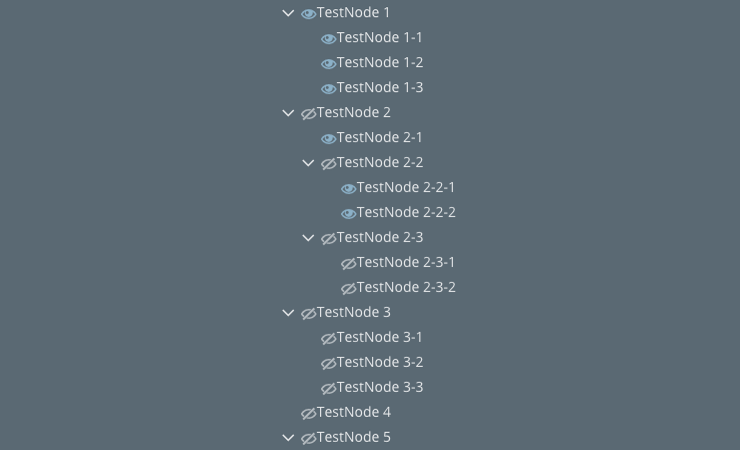 TestNode 1
TestNode 1-1
TestNode 1-2
TestNode 1-3
TestNode 2
TestNode 2-1
TestNode 2-2
TestNode 2-2-1
TestNode 2-2-2
TestNode 2-3
TestNode 2-3-1
TestNode 2-3-2
TestNode 3
TestNode 3-1
TestNode 3-2
TestNode 3-3
TestNode 4
TestNode 5